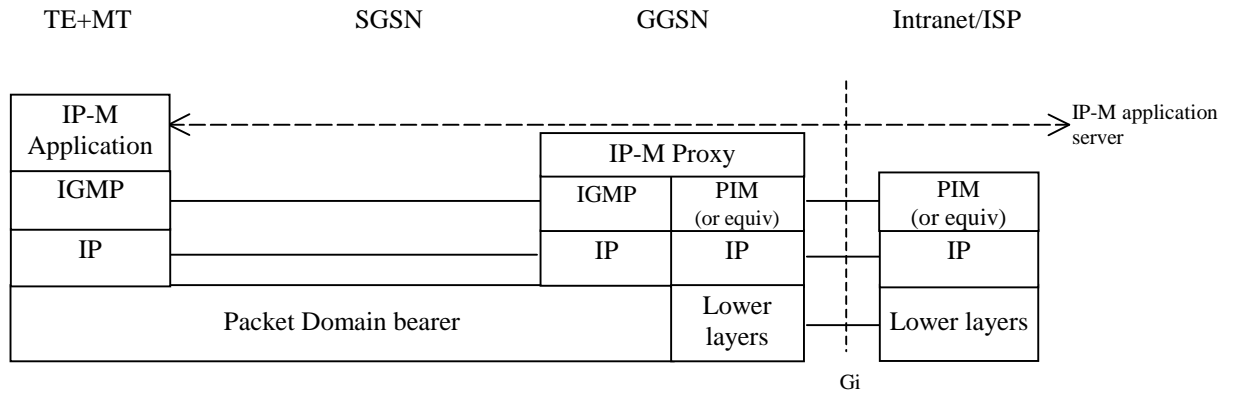 TE+MT SGSN GGSN Intranet/ISP
IP-M
Application
IP-M application
server
IP-M Proxy
IGMP IGMP PIM
(or equiv) PIM
(or equiv)
IP IP IP IP
Packet Domain bearer Lower
layers Lower layers
Gi